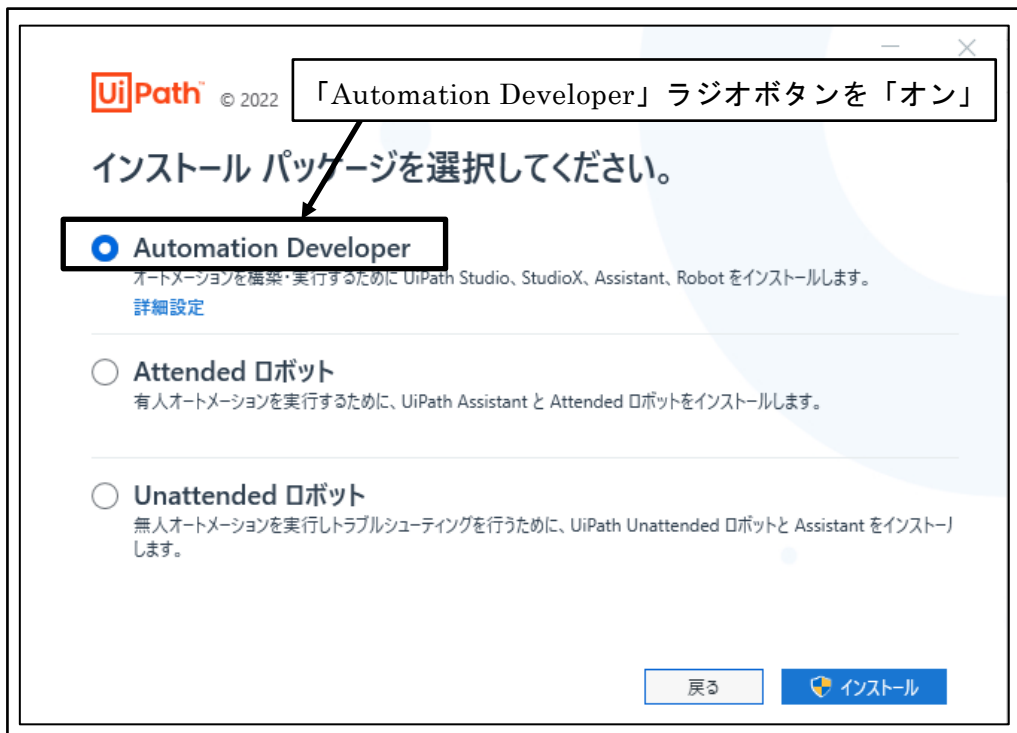 UiPath™ © 2022
「Automation Developer」ラジオボタンを「オン」
インストール パッケージを選択してください。
Automation Developer
オートメーションを構築・実行するために UiPath Studio、StudioX、Assistant、Robot をインストールします。
詳細設定
Attended ロボット
有人オートメーションを実行するために、UiPath Assistant と Attended ロボットをインストールします。
Unattended ロボット
無人オートメーションを実行しトラブルシューティングを行うために、UiPath Unattended ロボットと Assistant をインストー
します。
戻る
インストール